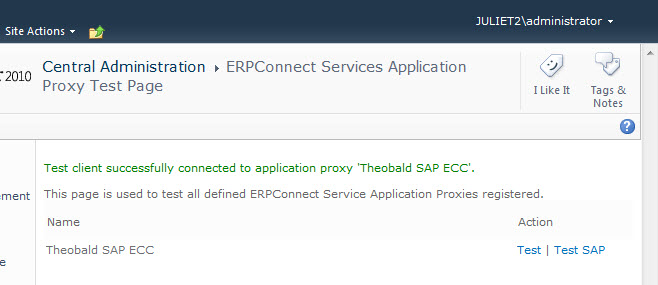 JULIET2\administrator
Site Actions
2010
Central Administration ▸ ERPConnect Services Application
Proxy Test Page
I Like It
Tags &
Notes
Test client successfully connected to application proxy 'Theobald SAP ECC'.
This page is used to test all defined ERPConnect Service Application Proxies registered.
ement
Name Action
Theobald SAP ECC Test | Test SAP
e